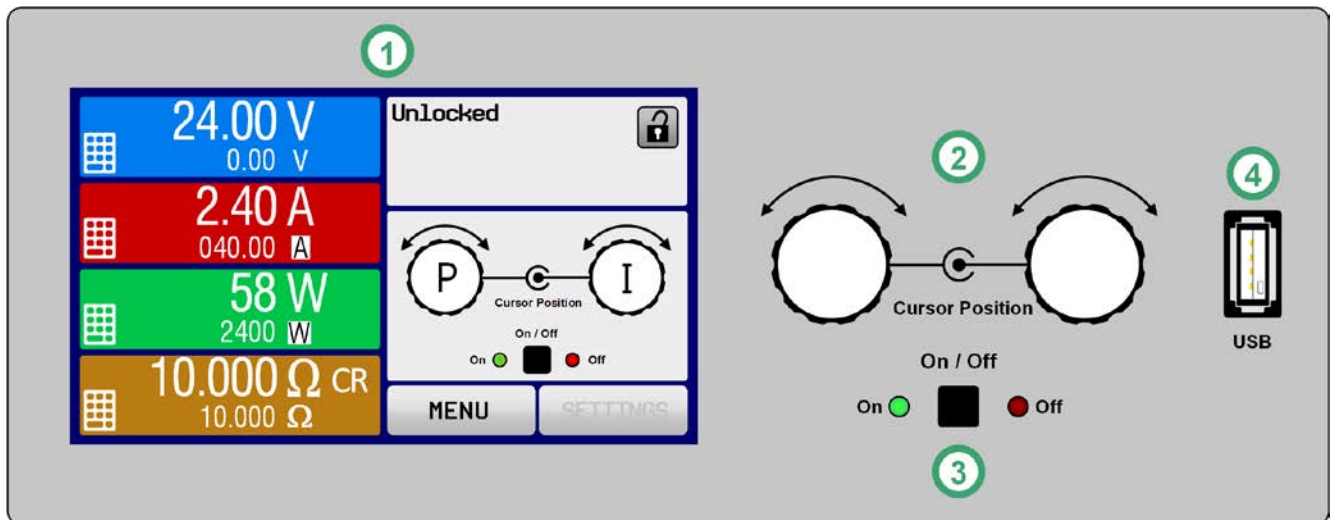 1
24.00 V
0.00 V
2.40 A
040.00 A
58 W
2400 W
10.000 Ω CR
10.000 Ω
Unlocked
P
I
Cursor Position
On / Off
On
Off
MENU
SETTTNGS
2
Cursor Position
On / Off
On
Off
3
4
USB